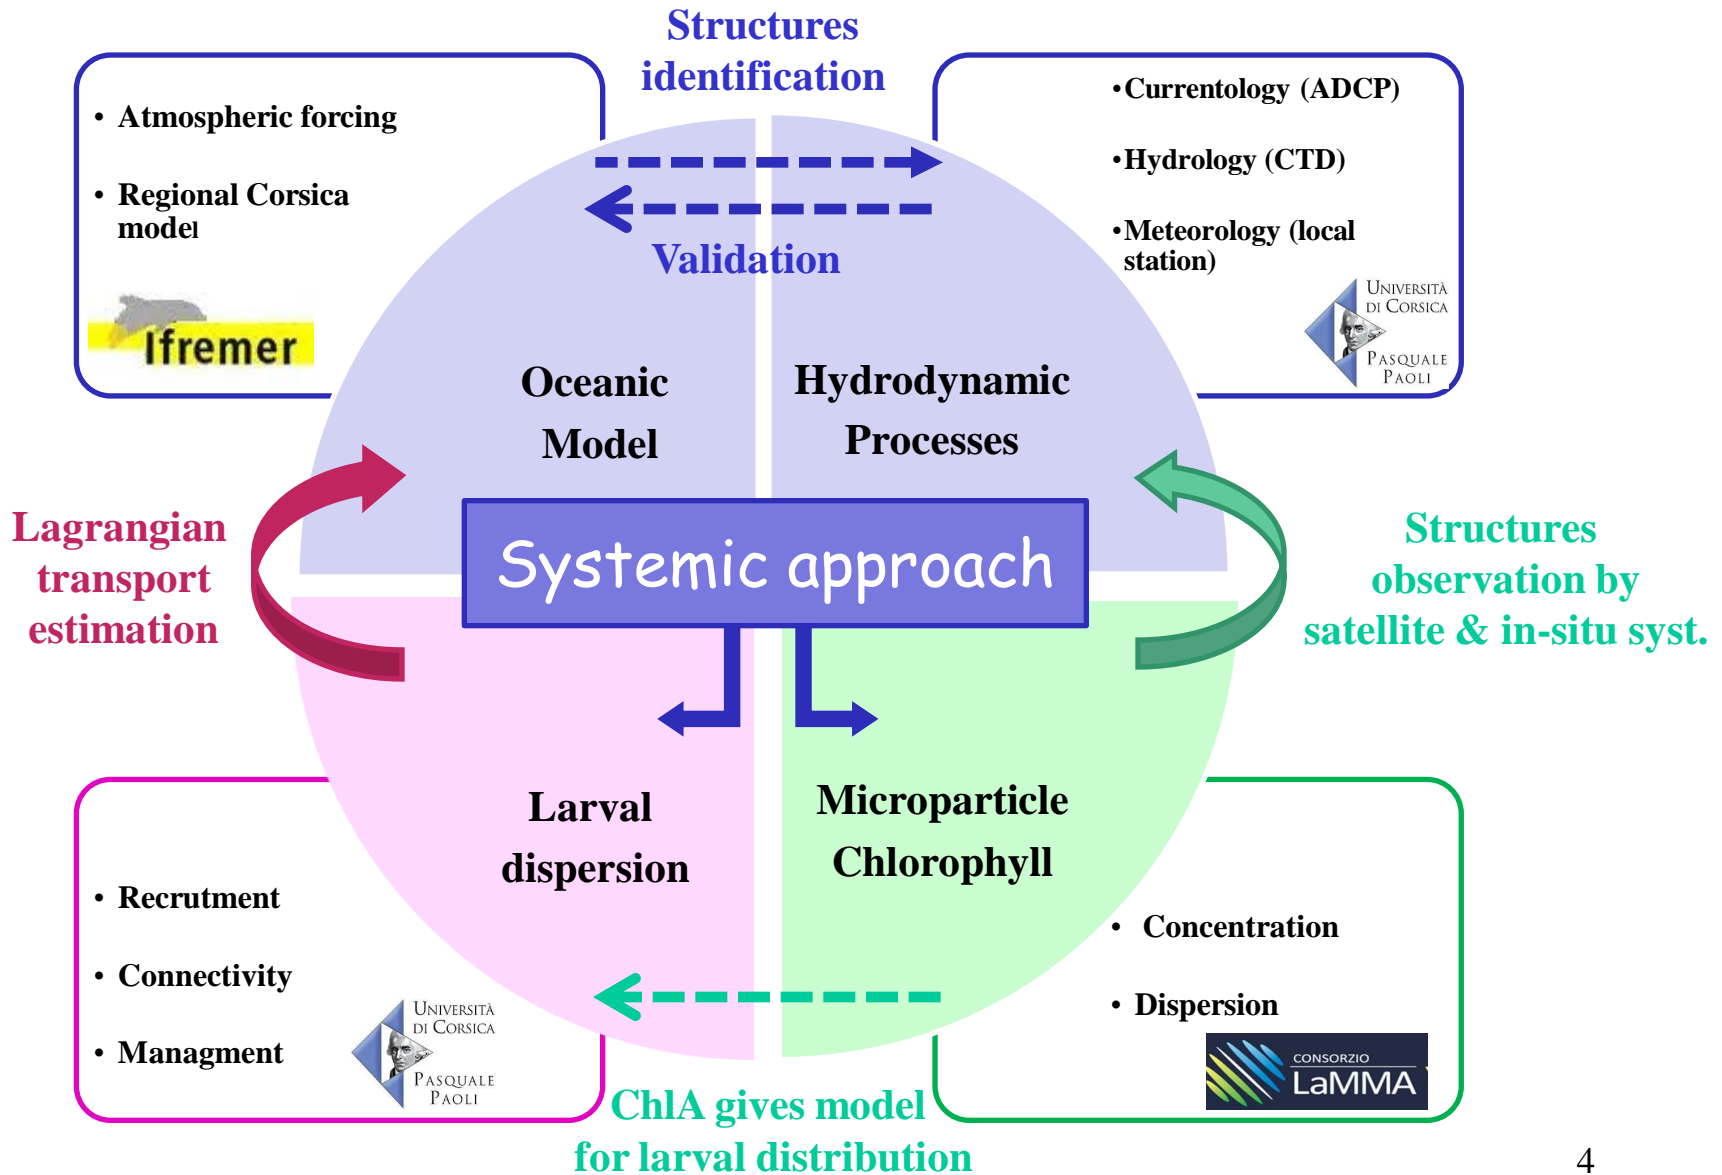 Structures
identification
• Atmospheric forcing
• Regional Corsica
model
Ifremer
•Currentology (ADCP)
•Hydrology (CTD)
•Meteorology (local
station)
UNIVERSITÀ
DI CORSICA
PASQUALE
PAOLI
Validation
Oceanic
Model
Hydrodynamic
Processes
Lagrangian
transport
estimation
Systemic approach
Structures
observation by
satellite & in-situ syst.
Larval
dispersion
Microparticle
Chlorophyll
• Recrutment
• Connectivity
• Managment
UNIVERSITÀ
DI CORSICA
PASQUALE
PAOLI
• Concentration
• Dispersion
CONSORZIO
LaMMA
ChlA gives model
for larval distribution
4